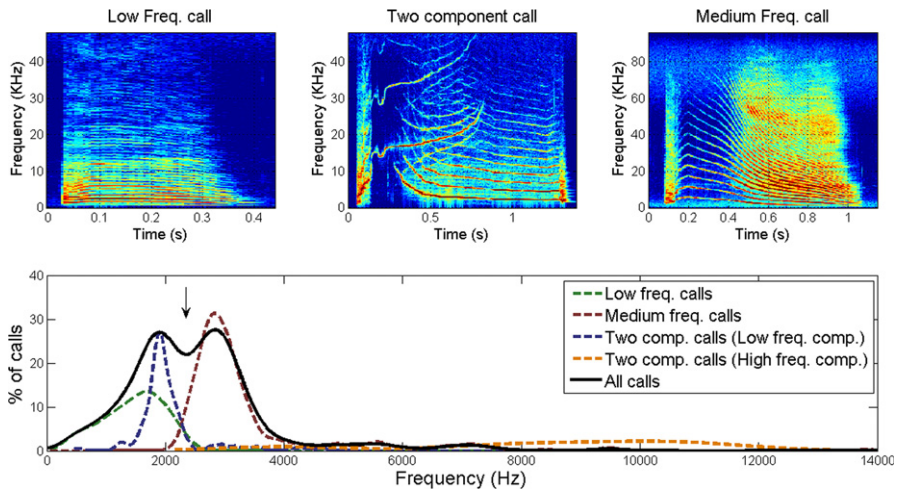 Low Freq. call
Two component call
Medium Freq. call
Frequency (KHz)
40
30
20
10
0
0
0.1
0.2
0.3
0.4
Time (s)
Frequency (KHz)
40
30
20
10
0
0
0.5
1
Time (s)
Frequency (KHz)
80
60
40
20
0
0
0.2
0.4
0.6
0.8
1
Time (s)
% of calls
40
30
20
10
0
0
2000
4000
6000
8000
10000
12000
14000
Frequency (Hz)
Low freq. calls
Medium freq. calls
Two comp. calls (Low freq. comp.)
Two comp. calls (High freq. comp.)
All calls